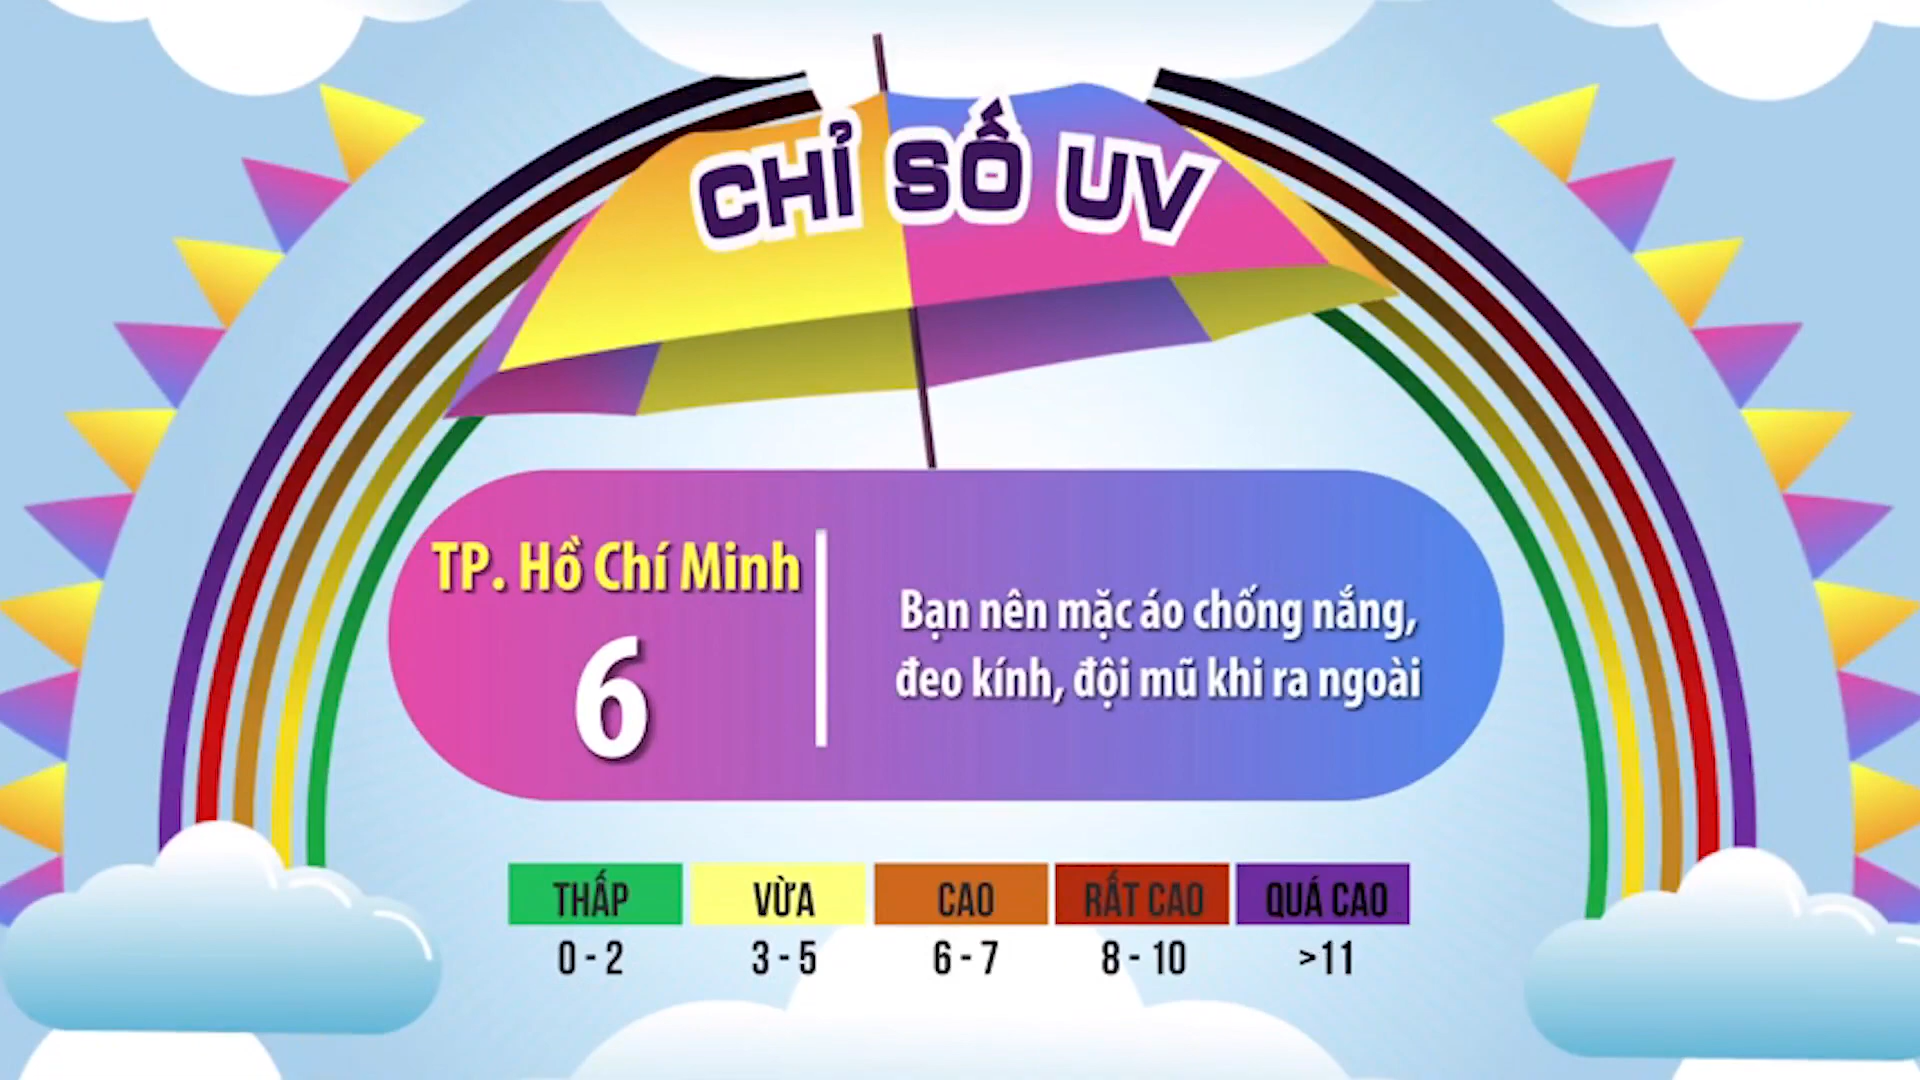 CHỈ SỐ UV
TP. Hồ Chí Minh
6
Bạn nên mặc áo chống nắng,
đeo kính, đội mũ khi ra ngoài
THẤP VỪA CAO RẤT CAO QUÁ CAO
0 - 2 3 - 5 6 - 7 8 - 10 >11